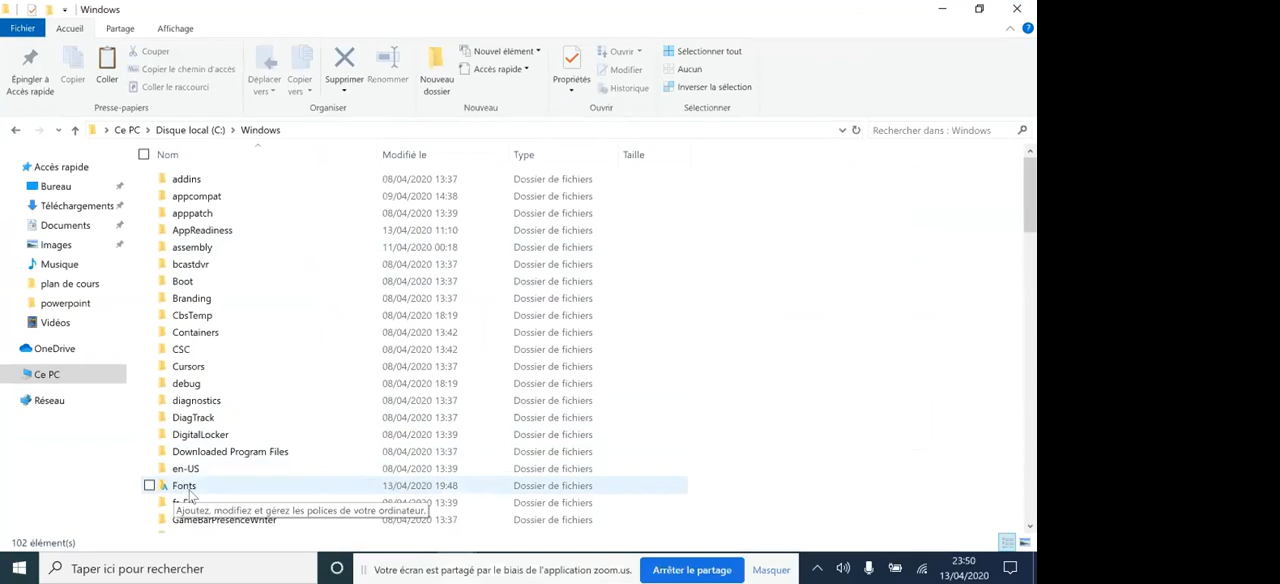 Windows
Fichier Accueil Partage Affichage
Épingler à Accès rapide
Copier
Coller
Couper
Copier le chemin d'accès
Coller le raccourci
Presse-papiers
Déplacer vers
Copier vers
Supprimer
Renommer
Organiser
Nouveau dossier
Nouvel élément
Accès rapide
Nouveau
Propriétés
Ouvrir
Modifier
Historique
Ouvrir
Sélectionner tout
Aucun
Inverser la sélection
Sélectionner
Ce PC > Disque local (C:) > Windows
Rechercher dans : Windows
Accès rapide
Bureau
Téléchargements
Documents
Images
Musique
plan de cours
powerpoint
Vidéos
OneDrive
Ce PC
Réseau
Nom Modifié le Type Taille
addins 08/04/2020 13:37 Dossier de fichiers
appcompat 09/04/2020 14:38 Dossier de fichiers
apppatch 08/04/2020 13:39 Dossier de fichiers
AppReadiness 13/04/2020 11:10 Dossier de fichiers
assembly 11/04/2020 00:18 Dossier de fichiers
bcastdvr 08/04/2020 13:37 Dossier de fichiers
Boot 08/04/2020 13:37 Dossier de fichiers
Branding 08/04/2020 13:37 Dossier de fichiers
CbsTemp 08/04/2020 18:19 Dossier de fichiers
Containers 08/04/2020 13:42 Dossier de fichiers
CSC 08/04/2020 13:42 Dossier de fichiers
Cursors 08/04/2020 13:37 Dossier de fichiers
debug 08/04/2020 18:19 Dossier de fichiers
diagnostics 08/04/2020 13:37 Dossier de fichiers
DiagTrack 08/04/2020 13:37 Dossier de fichiers
DigitalLocker 08/04/2020 13:39 Dossier de fichiers
Downloaded Program Files 08/04/2020 13:37 Dossier de fichiers
en-US 08/04/2020 13:39 Dossier de fichiers
Fonts 13/04/2020 19:48 Dossier de fichiers
08/04/2020 13:39 Dossier de fichiers
Ajoutez, modifiez et gérez les polices de votre ordinateur.
GameBarPresenceWriter 08/04/2020 13:37 Dossier de fichiers
102 élément(s)
Taper ici pour rechercher
Votre écran est partagé par le biais de l'application zoom.us.
Arrêter le partage
Masquer
23:50
13/04/2020